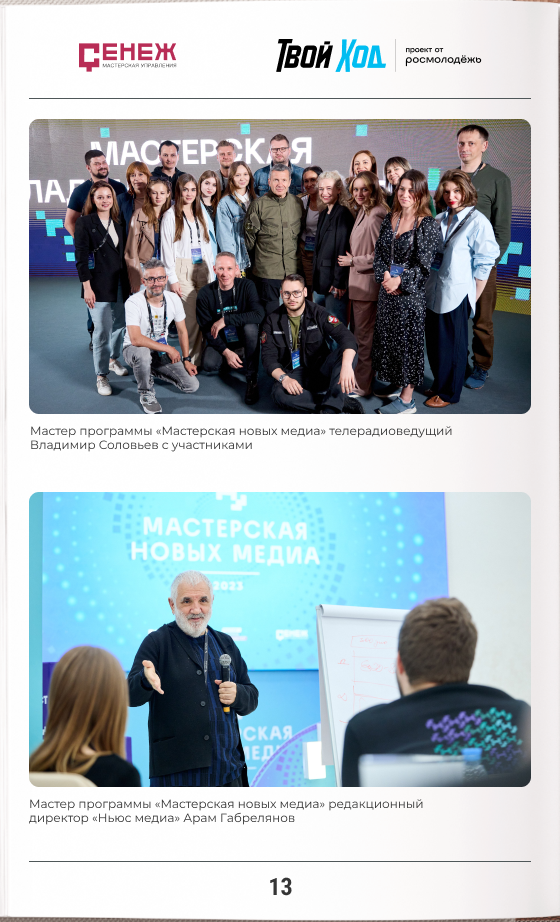 СЕНЕЖ
МАСТЕРСКАЯ УПРАВЛЕНИЯ
ТВОЙ ХОД
проект от
росмолодёжь
МАСТЕРСКАЯ
Мастер программы «Мастерская новых медиа» телерадиоведущий
Владимир Соловьев с участниками
МАСТЕРСКАЯ
НОВЫХ МЕДИА
2023
СЕНЕЖ
Мастер программы «Мастерская новых медиа» редакционный
директор «Ньюс медиа» Арам Габрелянов
13